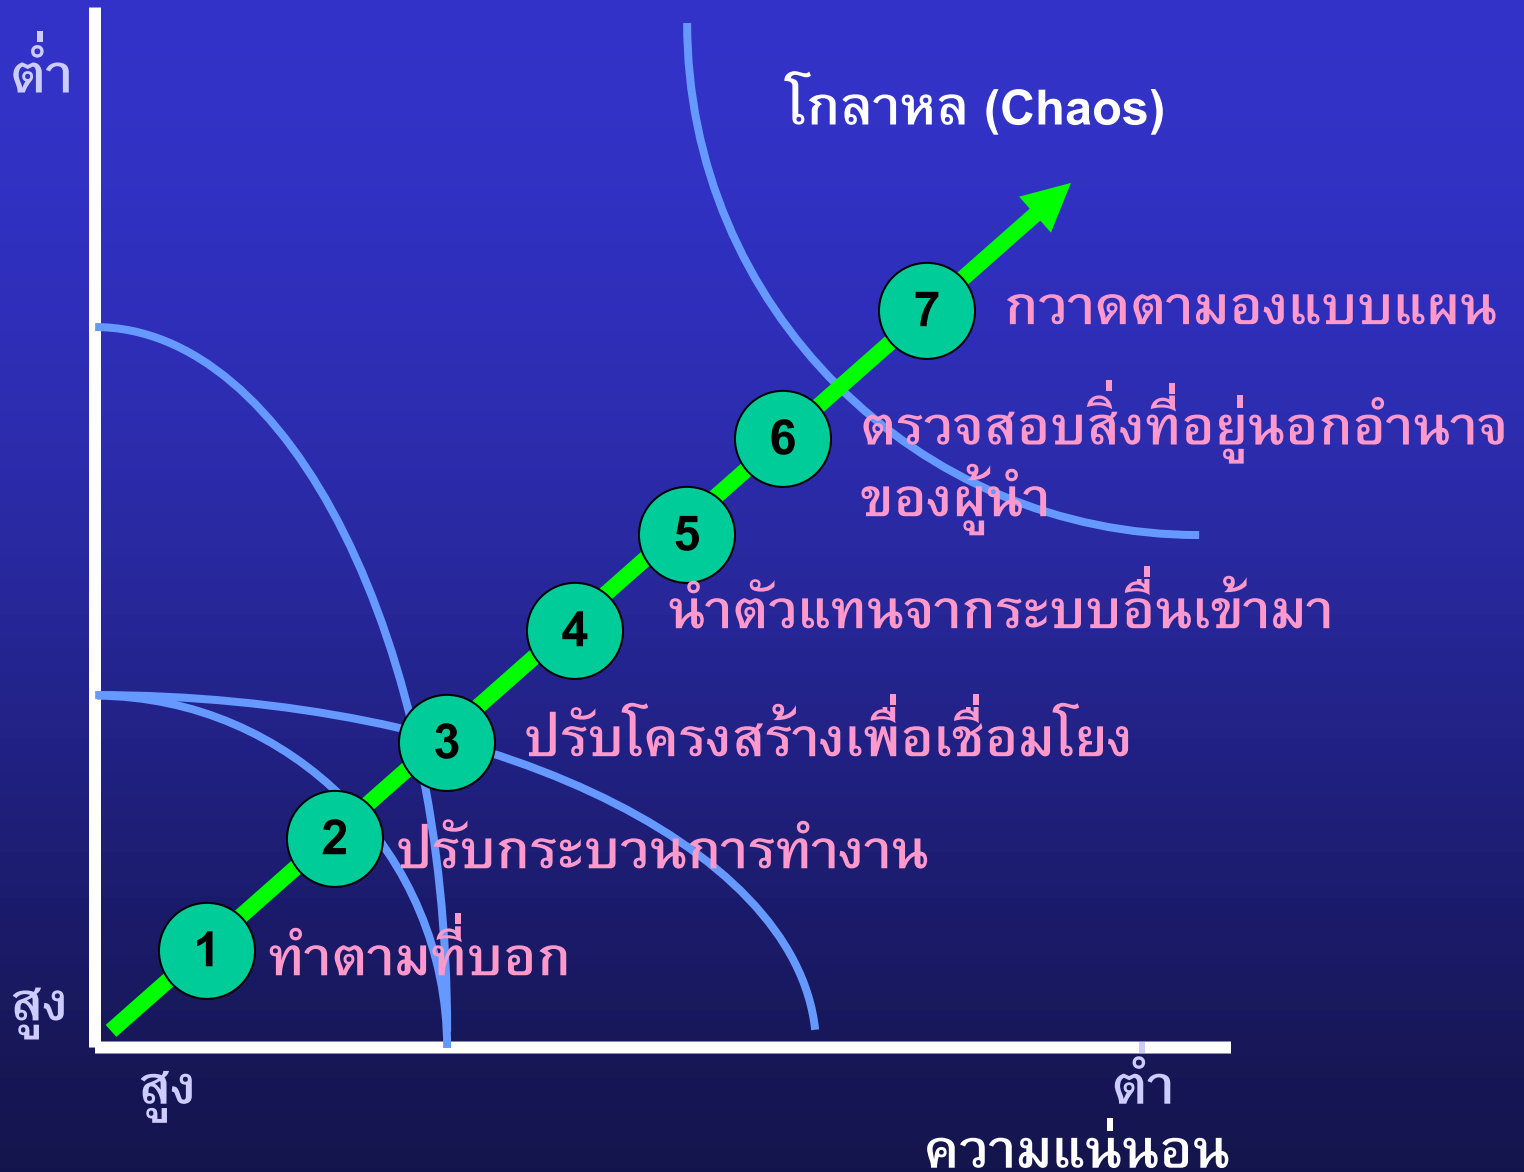 ต่ำ
โกลาหล (Chaos)
7
กวาดตามองแบบแผน
6
ตรวจสอบสิ่งที่อยู่นอกอำนาจ
ของผู้นำ
5
นำตัวแทนจากระบบอื่นเข้ามา
4
3
ปรับโครงสร้างเพื่อเชื่อมโยง
2
ปรับกระบวนการทำงาน
1
ทำตามที่บอก
สูง
สูง
ต่ำ
ความแน่นอน